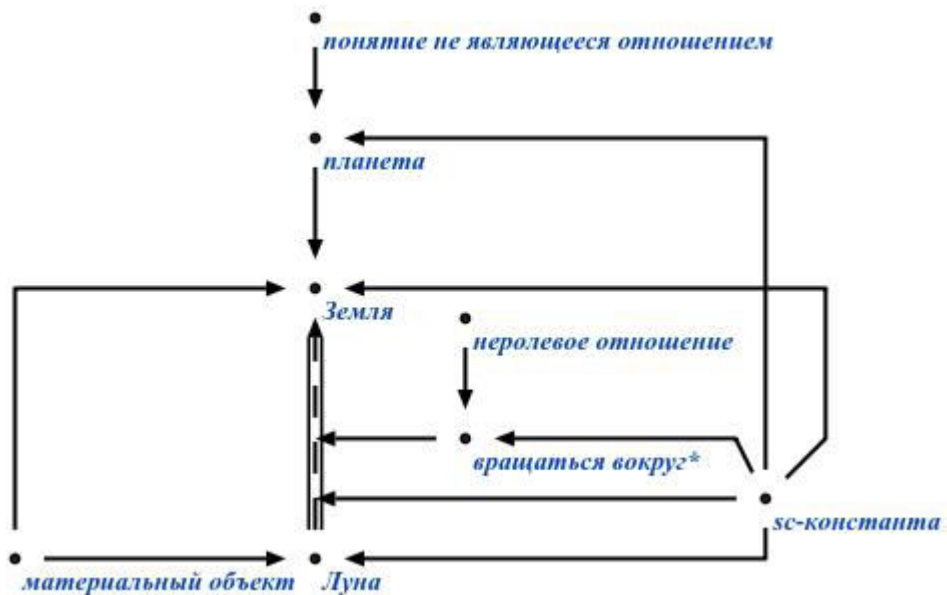 понятие не являющееся отношением
планета
Земля
неролевое отношение
вращаться вокруг*
sc-константа
материальный объект
Луна